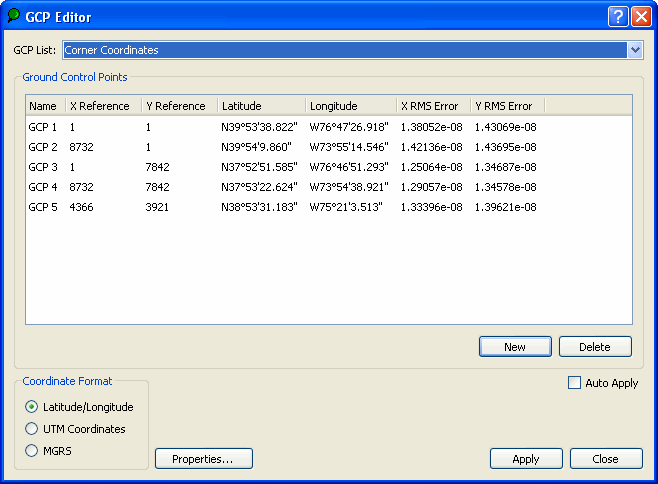 GCP Editor
GCP List: Corner Coordinates
Ground Control Points
Name X Reference Y Reference Latitude Longitude X RMS Error Y RMS Error
GCP 1 1 1 N39°53'38.822" W76°47'26.918" 1.38052e-08 1.43069e-08
GCP 2 8732 1 N39°54'9.860" W73°55'14.546" 1.42136e-08 1.43695e-08
GCP 3 1 7842 N37°52'51.585" W76°46'51.293" 1.25064e-08 1.34687e-08
GCP 4 8732 7842 N37°53'22.624" W73°54'38.921" 1.29057e-08 1.34578e-08
GCP 5 4366 3921 N38°53'31.183" W75°21'3.513" 1.33396e-08 1.39621e-08
New Delete
Coordinate Format
Auto Apply
Latitude/Longitude
UTM Coordinates
MGRS
Properties... Apply Close